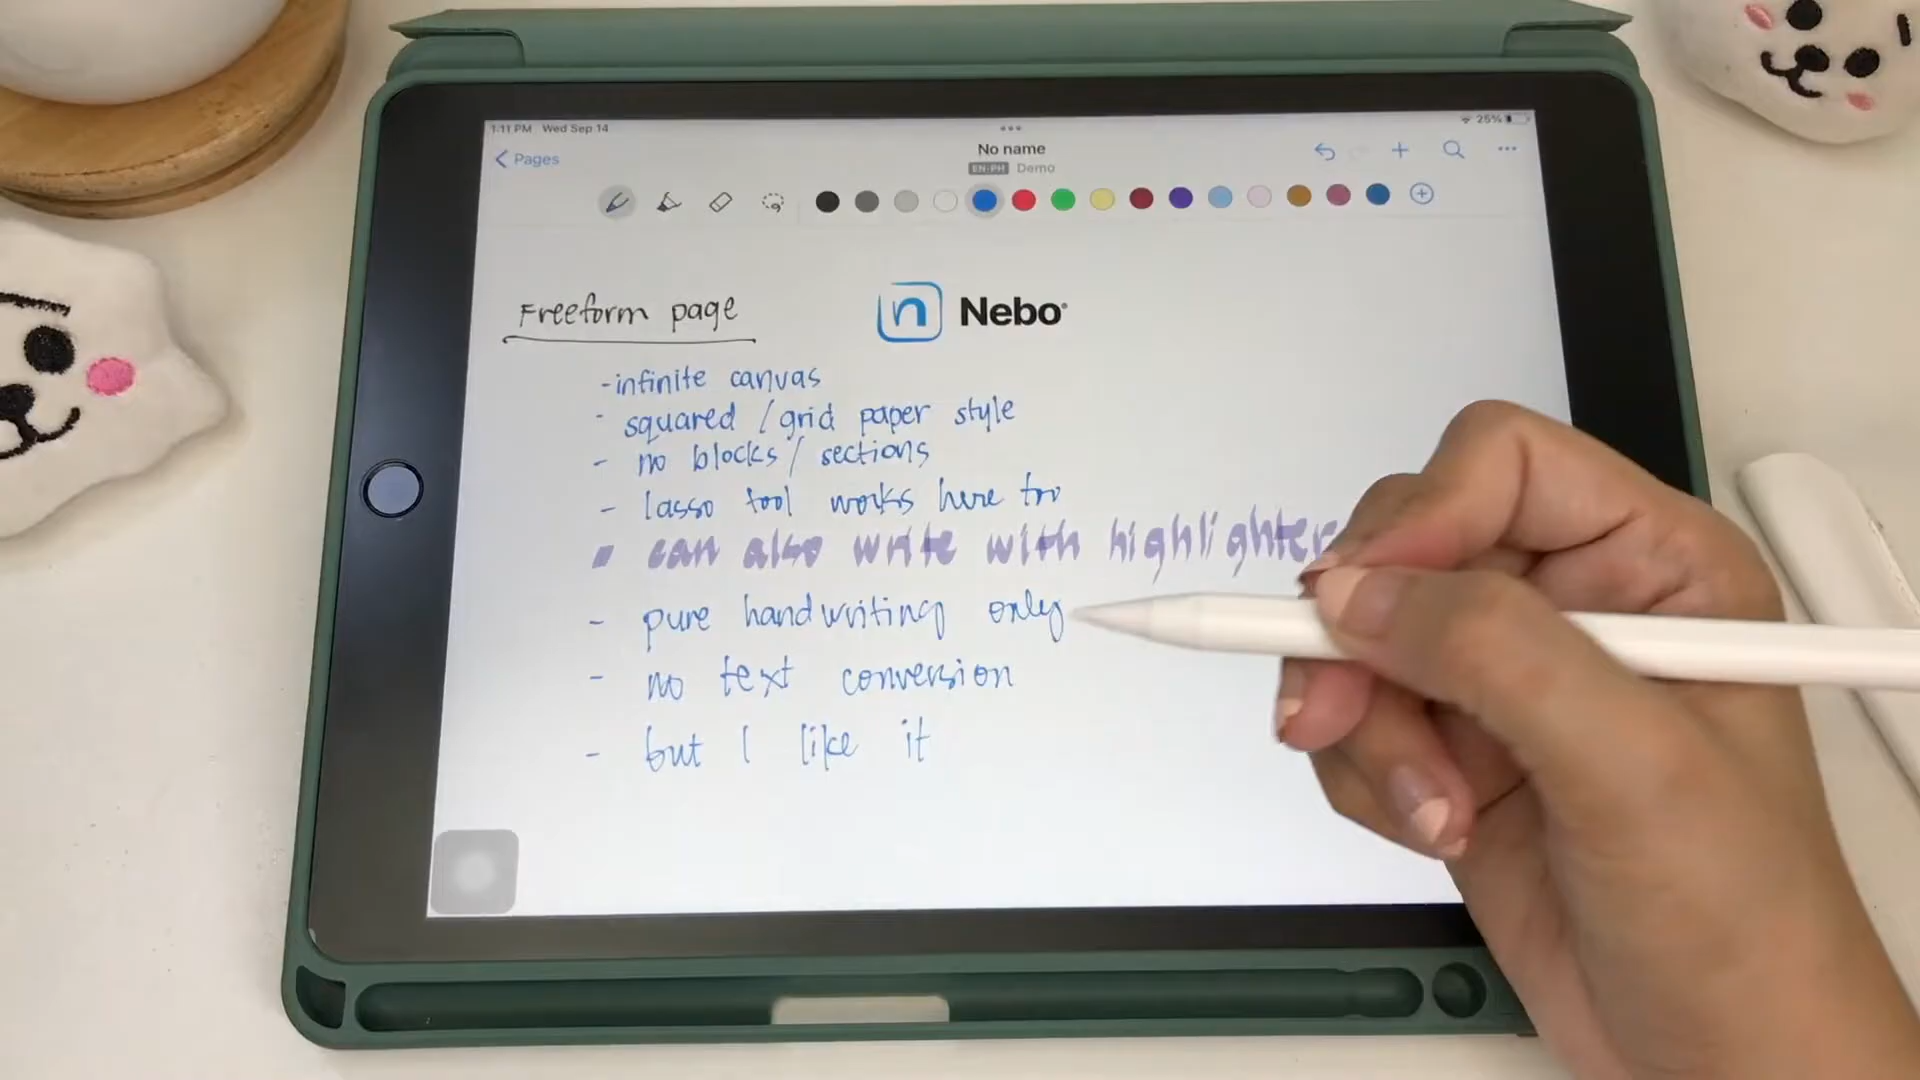 1:11 PM Wed Sep 14
25%
No name
Pages
EN-PH Demo
Freeform page
n Nebo®
-infinite canvas
- squared / grid paper style
- no blocks / sections
- lasso tool works here too
- can also write with highlighter
- pure handwriting only
- no text conversion
- but I like it